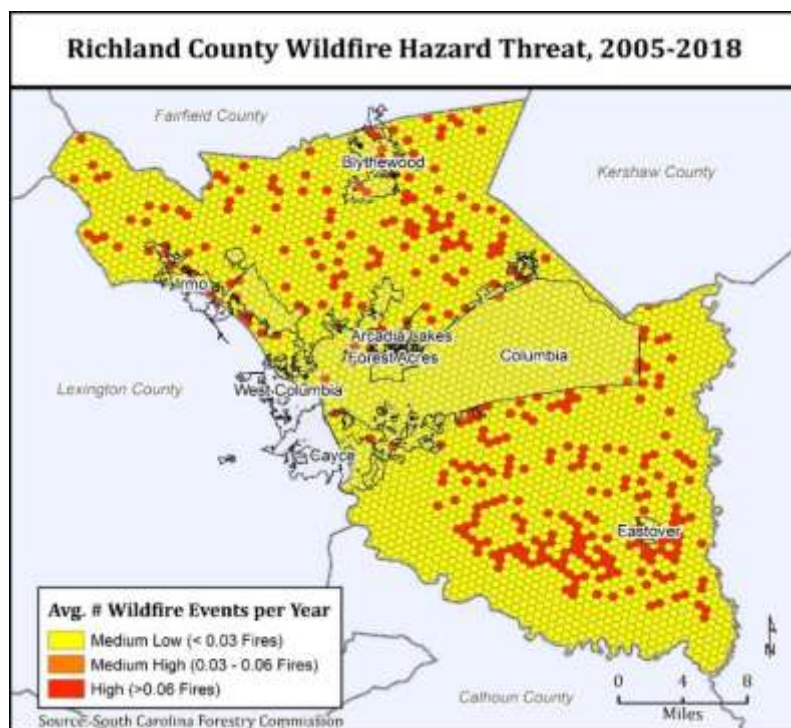 Richland County Wildfire Hazard Threat, 2005-2018
Fairfield County
Blythewood
Kershaw County
Irmo
Arcadia Lakes
Forest Acres
Columbia
West Columbia
Lexington County
Cayce
Eastover
Avg. # Wildfire Events per Year
Medium Low (< 0.03 Fires)
Medium High (0.03 - 0.06 Fires)
High (>0.06 Fires)
N
Calhoun County
0 4 8
Miles
Source: South Carolina Forestry Commission